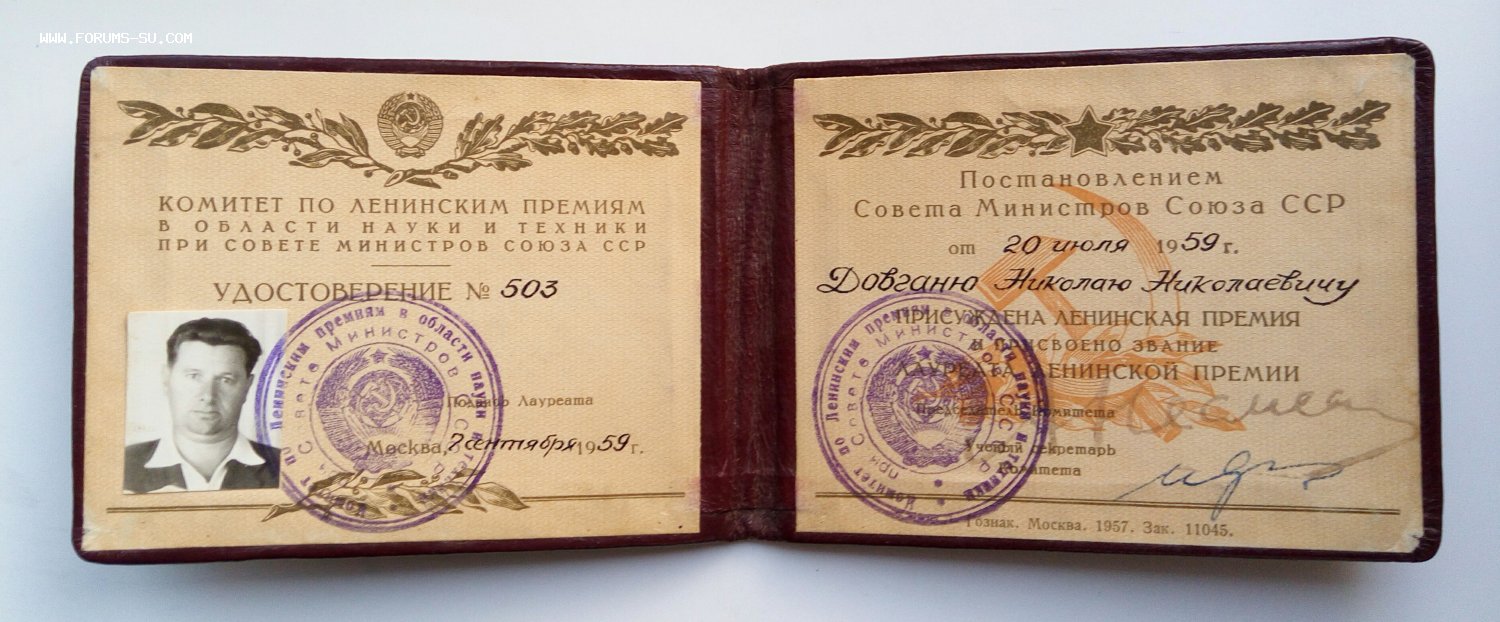 WWW.FORUMS-SU.COM
КОМИТЕТ ПО ЛЕНИНСКИМ ПРЕМИЯМ
В ОБЛАСТИ НАУКИ И ТЕХНИКИ
ПРИ СОВЕТЕ МИНИСТРОВ СОЮЗА ССР
УДОСТОВЕРЕНИЕ № 503
Подпись Лауреата
Москва, 7 сентября 1959 г.
Постановлением
Совета Министров Союза ССР
от 20 июля 1959 г.
Довганю Николаю Николаевичу
ПРИСУЖДЕНА ЛЕНИНСКАЯ ПРЕМИЯ
И ПРИСВОЕНО ЗВАНИЕ
ЛАУРЕАТА ЛЕНИНСКОЙ ПРЕМИИ
Председатель Комитета
Ученый секретарь
Комитета
Гознак. Москва. 1957. Зак. 11045.